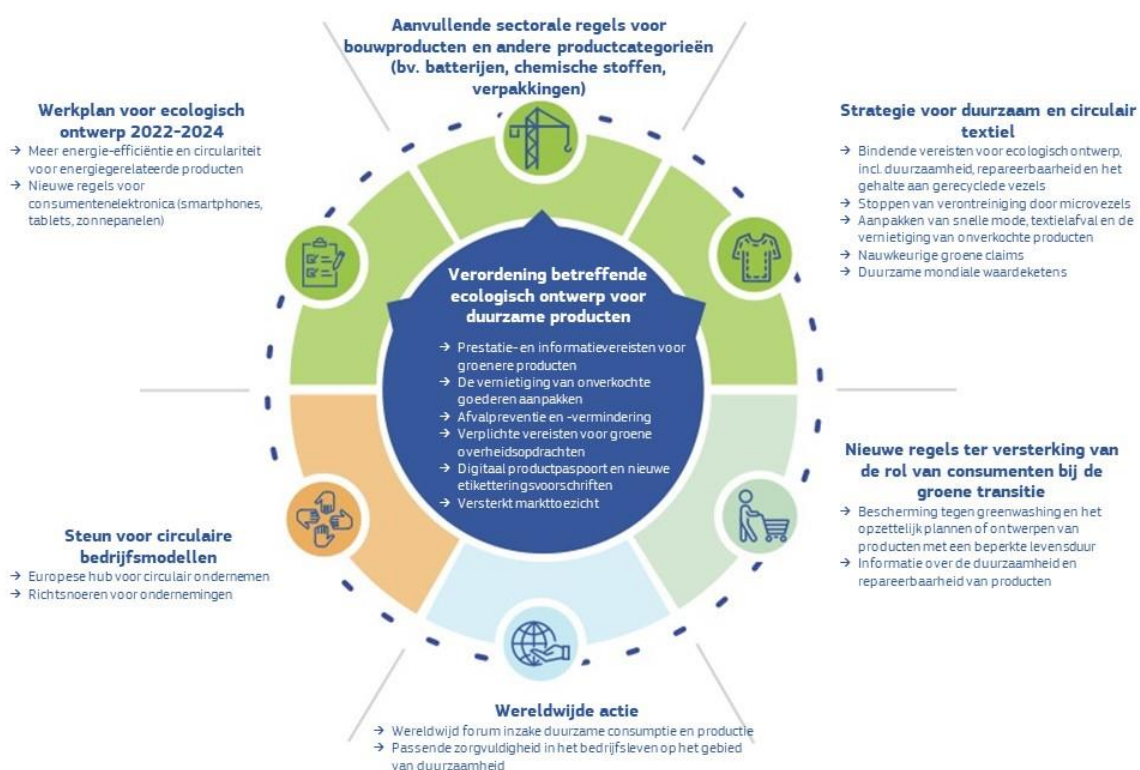 Aanvullende sectorale regels voor
bouwproducten en andere productcategorieën
(bv. batterijen, chemische stoffen,
verpakkingen)
Werkplan voor ecologisch
ontwerp 2022-2024
→ Meer energie-efficiëntie en circulariteit
voor energiegerelateerde producten
→ Nieuwe regels voor
consumentenelektronica (smartphones,
tablets, zonnepanelen)
Strategie voor duurzaam en circulair
textiel
→ Bindende vereisten voor ecologisch ontwerp,
incl. duurzaamheid, repareerbaarheid en het
gehalte aan gerecyclede vezels
→ Stoppen van verontreiniging door microvezels
→ Aanpakken van snelle mode, textielafval en de
vernietiging van onverkochte producten
→ Nauwkeurige groene claims
→ Duurzame mondiale waardeketens
Verordening betreffende
ecologisch ontwerp voor
duurzame producten
→ Prestatie- en informatievereisten voor
groenere producten
→ De vernietiging van onverkochte
goederen aanpakken
→ Afvalpreventie en -vermindering
→ Verplichte vereisten voor groene
overheidsopdrachten
→ Digitaal productpaspoort en nieuwe
etiketteringsvoorschriften
→ Versterkt markttoezicht
Steun voor circulaire
bedrijfsmodellen
→ Europese hub voor circulair ondernemen
→ Richtsnoeren voor ondernemingen
Nieuwe regels ter versterking van
de rol van consumenten bij de
groene transitie
→ Bescherming tegen greenwashing en het
opzettelijk plannen of ontwerpen van
producten met een beperkte levensduur
→ Informatie over de duurzaamheid en
repareerbaarheid van producten
Wereldwijde actie
→ Wereldwijd forum inzake duurzame consumptie en productie
→ Passende zorgvuldigheid in het bedrijfsleven op het gebied
van duurzaamheid